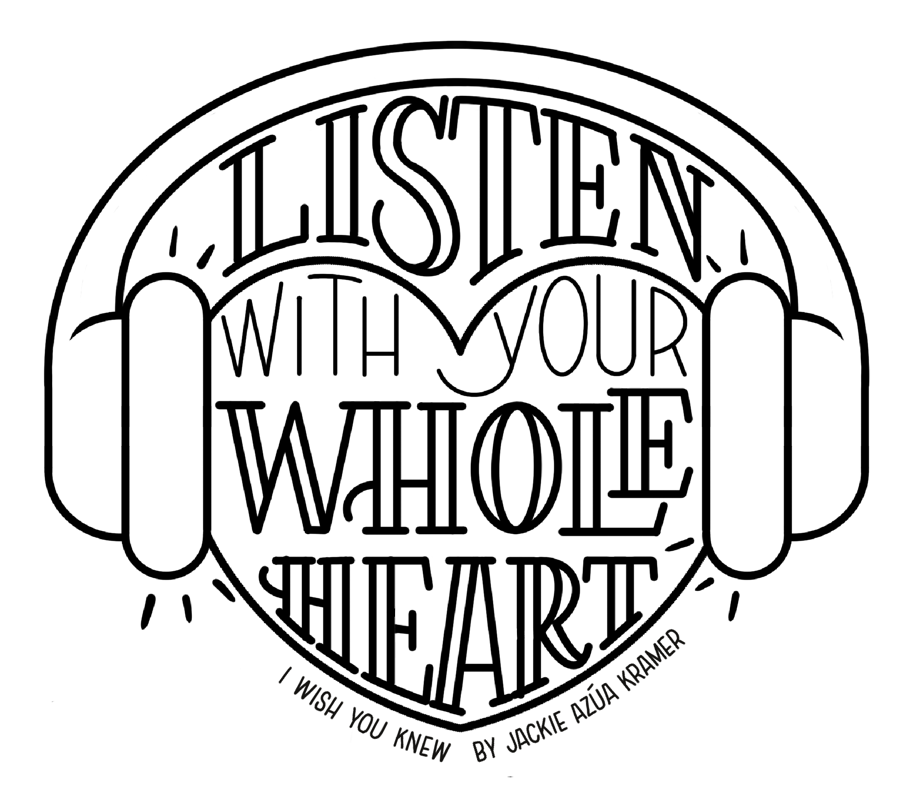 LISTEN
WITH YOUR
WHOLE
HEART
I WISH YOU KNEW BY JACKIE AZÚA KRAMER